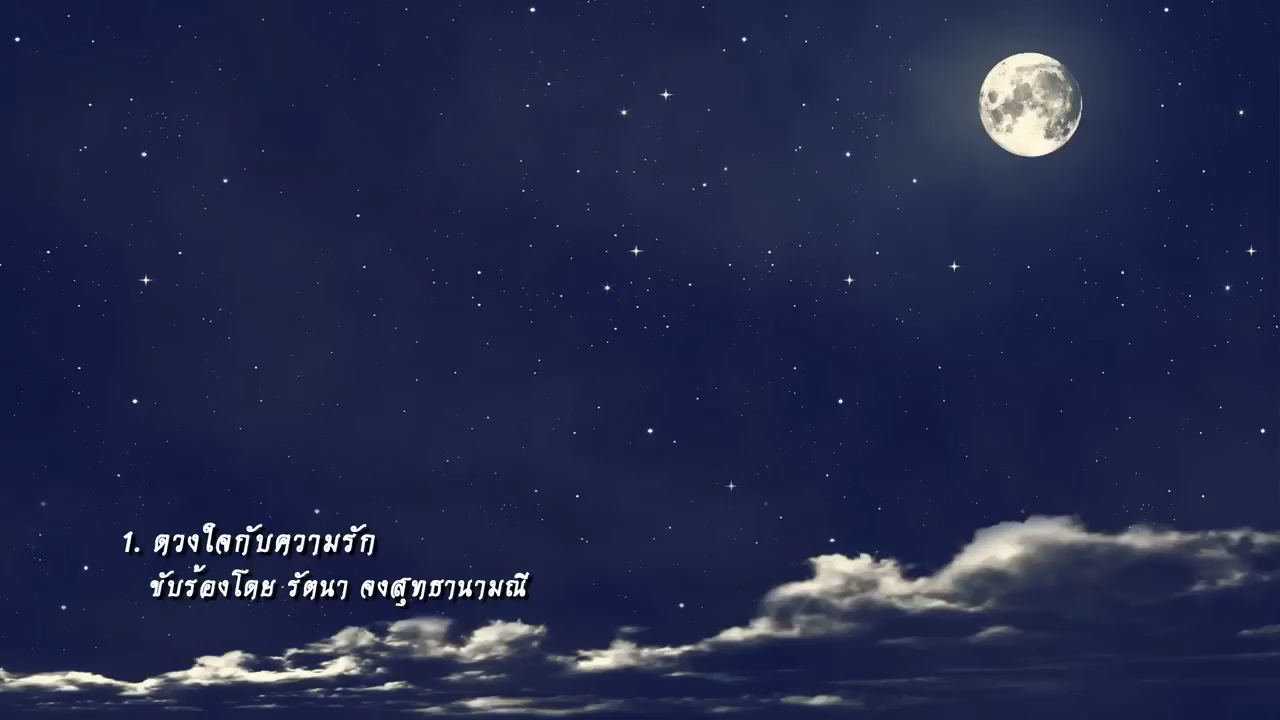 1. ดวงใจกับความรัก
ขับร้องโดย รัตนา จงสุทธานามณี